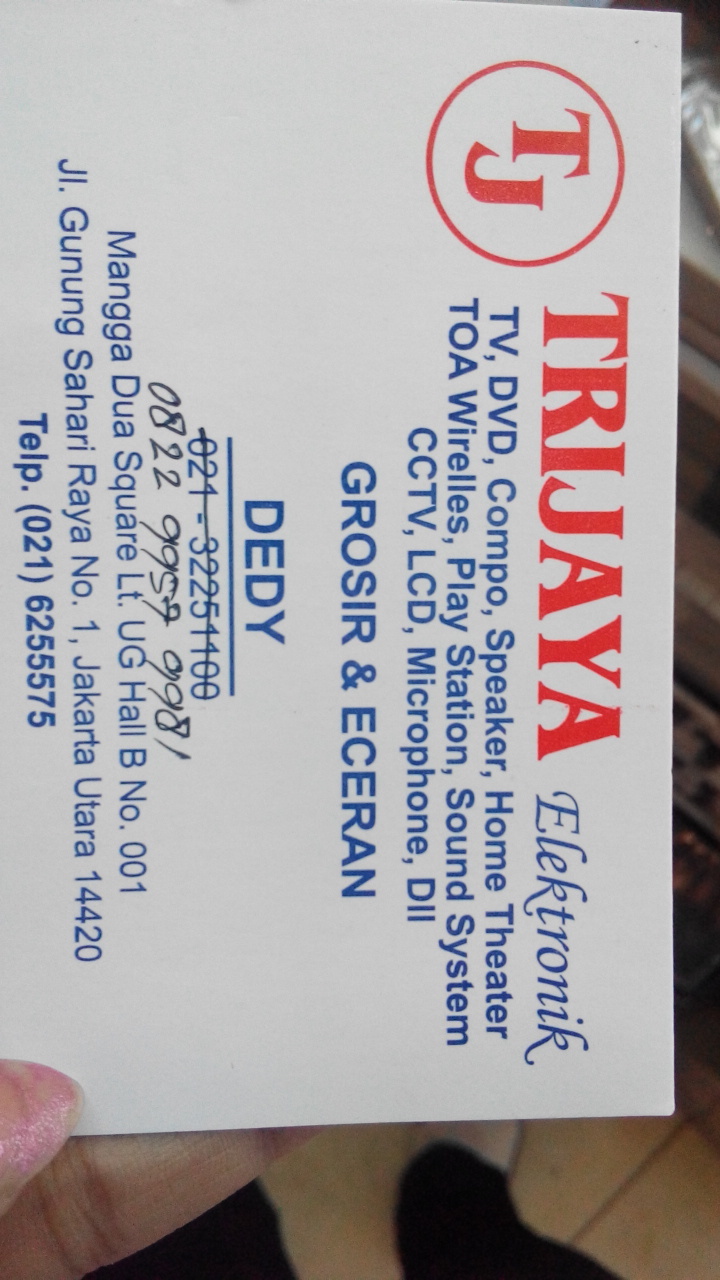 TJ
TRIJAYA Elektronik
TV, DVD, Compo, Speaker, Home Theater
TOA Wirelles, Play Station, Sound System
CCTV, LCD, Microphone, Dll
GROSIR & ECERAN
DEDY
021 - 32251100
0822 9957 9981
Mangga Dua Square Lt. UG Hall B No. 001
Jl. Gunung Sahari Raya No. 1, Jakarta Utara 14420
Telp. (021) 6255575